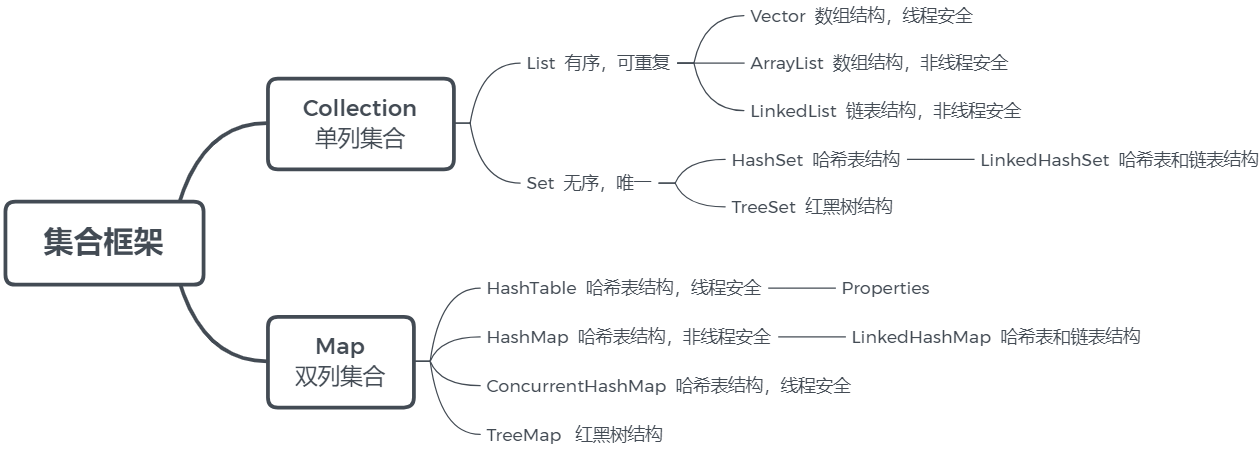 集合框架
Collection
单列集合
List 有序，可重复
Vector 数组结构，线程安全
ArrayList 数组结构，非线程安全
LinkedList 链表结构，非线程安全
Set 无序，唯一
HashSet 哈希表结构
LinkedHashSet 哈希表和链表结构
TreeSet 红黑树结构
Map
双列集合
HashTable 哈希表结构，线程安全
Properties
HashMap 哈希表结构，非线程安全
LinkedHashMap 哈希表和链表结构
ConcurrentHashMap 哈希表结构，线程安全
TreeMap 红黑树结构